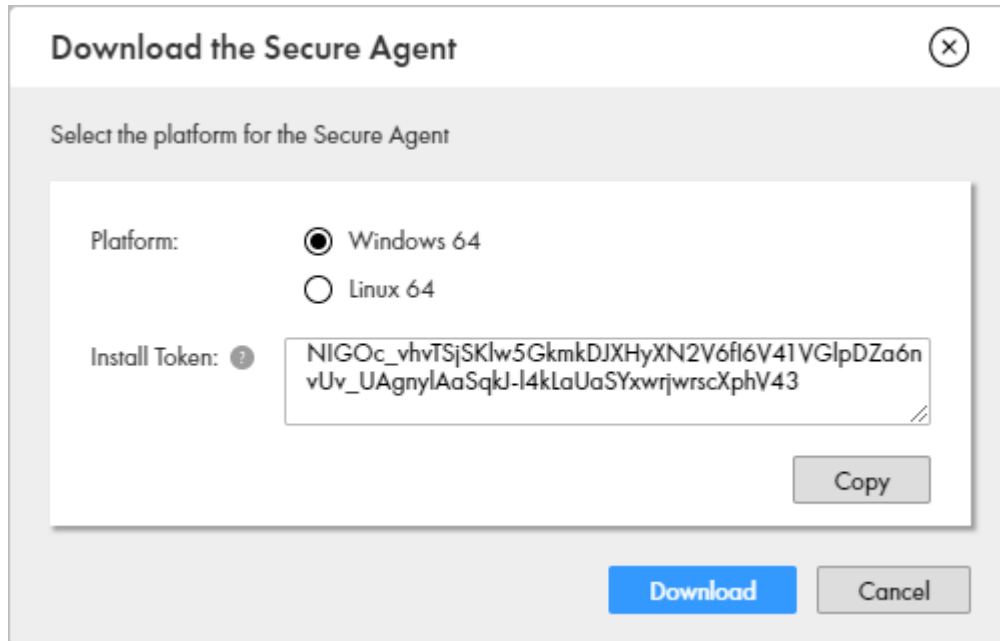 Download the Secure Agent
Select the platform for the Secure Agent
Platform:
Windows 64
Linux 64
Install Token: ?
NIGOc_vhvTSjSKlw5GkmkDJXHyXN2V6fI6V41VGlpDZa6n
vUv_UAgnylAaSqkJ-l4kLaUaSYxwrjwrscXphV43
Copy
Download
Cancel